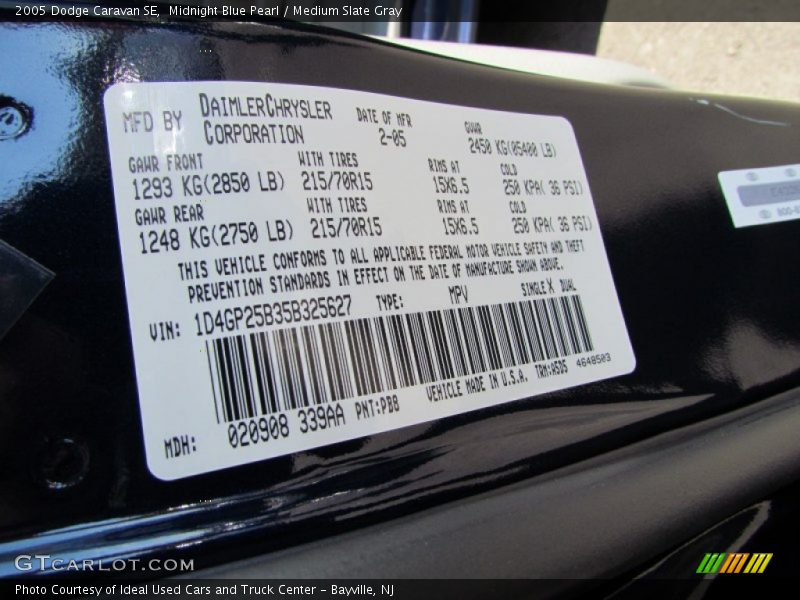 2005 Dodge Caravan SE, Midnight Blue Pearl / Medium Slate Gray
MFD BY DAIMLERCHRYSLER CORPORATION
DATE OF MFR 2-05
GVWR 2450 KG(05400 LB)
GAWR FRONT WITH TIRES RIMS AT COLD
1293 KG(2850 LB) 215/70R15 15X6.5 250 KPA( 36 PSI)
GAWR REAR WITH TIRES RIMS AT COLD
1248 KG(2750 LB) 215/70R15 15X6.5 250 KPA( 36 PSI)
THIS VEHICLE CONFORMS TO ALL APPLICABLE FEDERAL MOTOR VEHICLE SAFETY AND THEFT
PREVENTION STANDARDS IN EFFECT ON THE DATE OF MANUFACTURE SHOWN ABOVE.
VIN: 1D4GP25B35B325627 TYPE: MPV SINGLE X DUAL
MDH: 020908 339AA PNT:PB8 VEHICLE MADE IN U.S.A. TRM:A5D5 4648503
GTCARLOT.COM
Photo Courtesy of Ideal Used Cars and Truck Center – Bayville, NJ